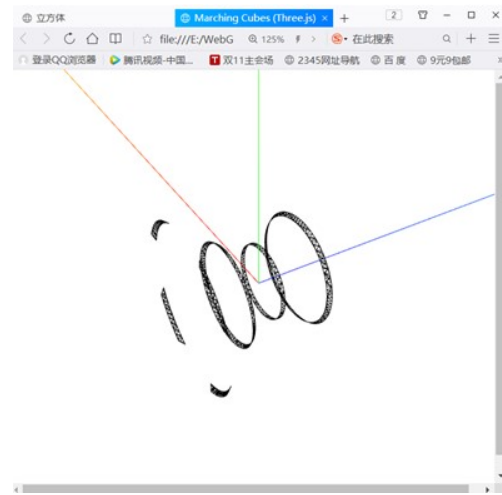 立方体
Marching Cubes (Three.js)
2
file:///E:/WebG
125%
在此搜索
登录QQ浏览器
腾讯视频-中国...
双11主会场
2345网址导航
百度
9元9包邮